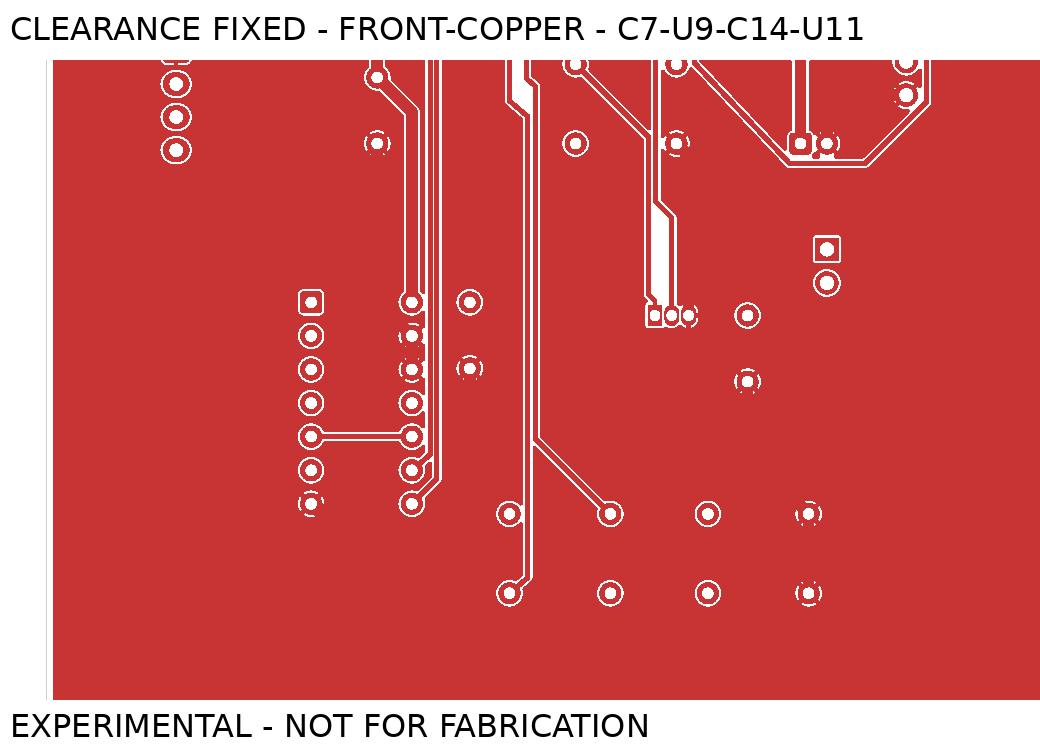 CLEARANCE FIXED - FRONT-COPPER - C7-U9-C14-U11
EXPERIMENTAL - NOT FOR FABRICATION